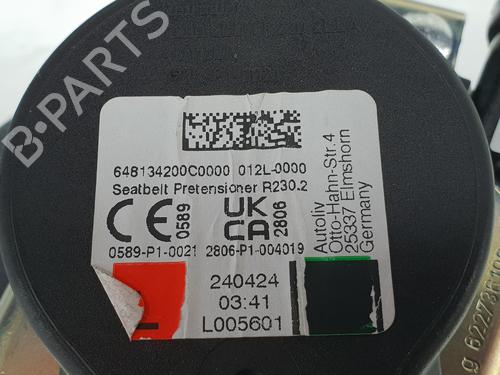 B-Parts
648134200C0000 012L-0000
Seatbelt Pretensioner R230.2
CE 0589
UK CA 2806
0589-P1-0021 2806-P1-004019
Autoliv
Otto-Hahn-Str.4
25337 Elmshorn
Germany
240424
03:41
L005601